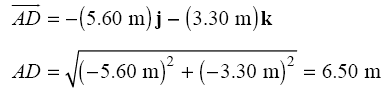 AD = −(5.60 m)j − (3.30 m)k
AD = √(−5.60 m)² + (−3.30 m)² = 6.50 m